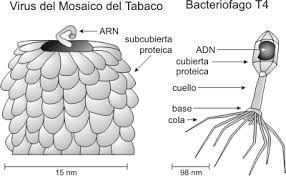 Virus del Mosaico del Tabaco
Bacteriofago T4
ARN
subcubierta
proteica
15 nm
ADN
cubierta
proteica
cuello
base
cola
98 nm